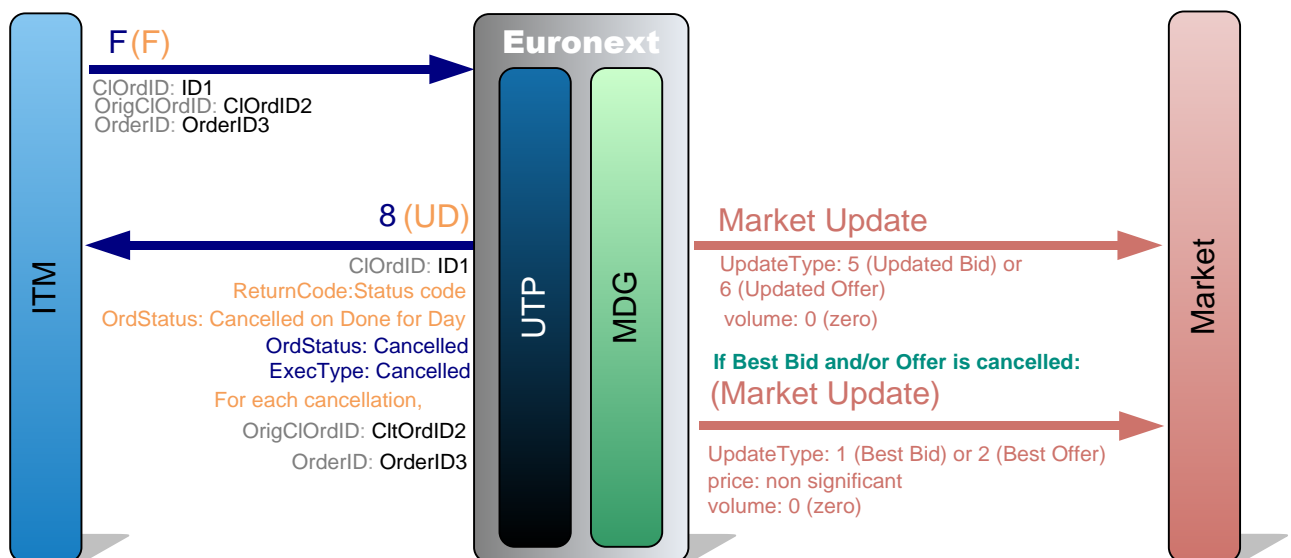 ITM
F (F)
ClOrdID: ID1
OrigClOrdID: ClOrdID2
OrderID: OrderID3
8 (UD)
ClOrdID: ID1
ReturnCode:Status code
OrdStatus: Cancelled on Done for Day
OrdStatus: Cancelled
ExecType: Cancelled
For each cancellation,
OrigClOrdID: CltOrdID2
OrderID: OrderID3
Euronext
UTP
MDG
Market Update
UpdateType: 5 (Updated Bid) or
6 (Updated Offer)
volume: 0 (zero)
If Best Bid and/or Offer is cancelled:
(Market Update)
UpdateType: 1 (Best Bid) or 2 (Best Offer)
price: non significant
volume: 0 (zero)
Market